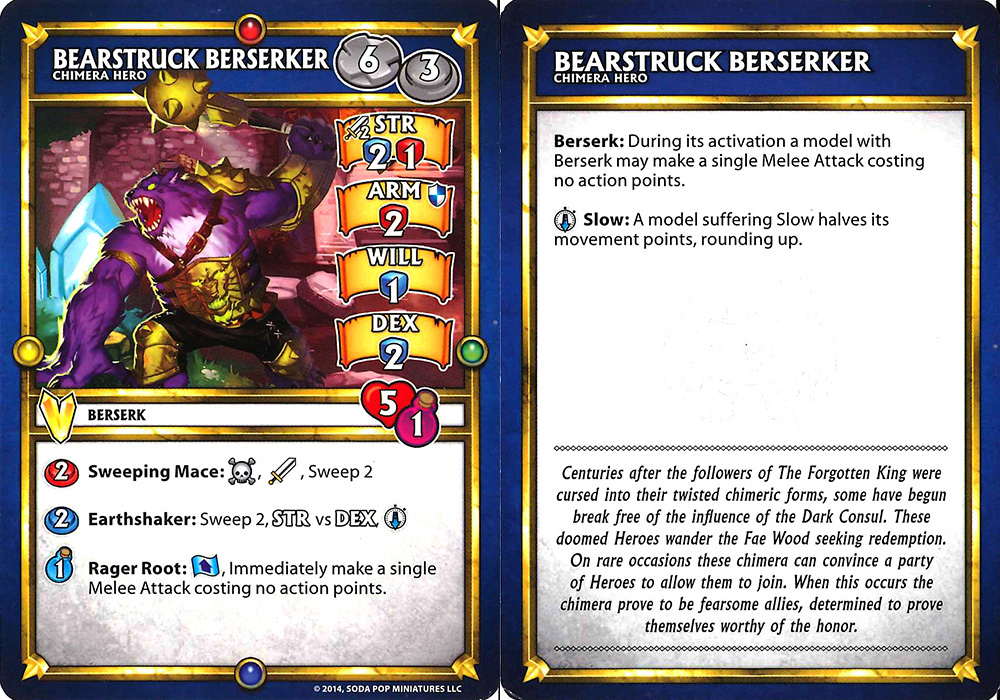 BEARSTRUCK BERSERKER
CHIMERA HERO
6
3
2 STR
2 1
ARM
2
WILL
1
DEX
2
5
1
BERSERK
2 Sweeping Mace: , , Sweep 2
2 Earthshaker: Sweep 2, STR vs DEX,
1 Rager Root: , Immediately make a single
Melee Attack costing no action points.
© 2014, SODA POP MINIATURES LLC
BEARSTRUCK BERSERKER
CHIMERA HERO
Berserk: During its activation a model with
Berserk may make a single Melee Attack costing
no action points.
Slow: A model suffering Slow halves its
movement points, rounding up.
Centuries after the followers of The Forgotten King were
cursed into their twisted chimeric forms, some have begun
break free of the influence of the Dark Consul. These
doomed Heroes wander the Fae Wood seeking redemption.
On rare occasions these chimera can convince a party
of Heroes to allow them to join. When this occurs the
chimera prove to be fearsome allies, determined to prove
themselves worthy of the honor.